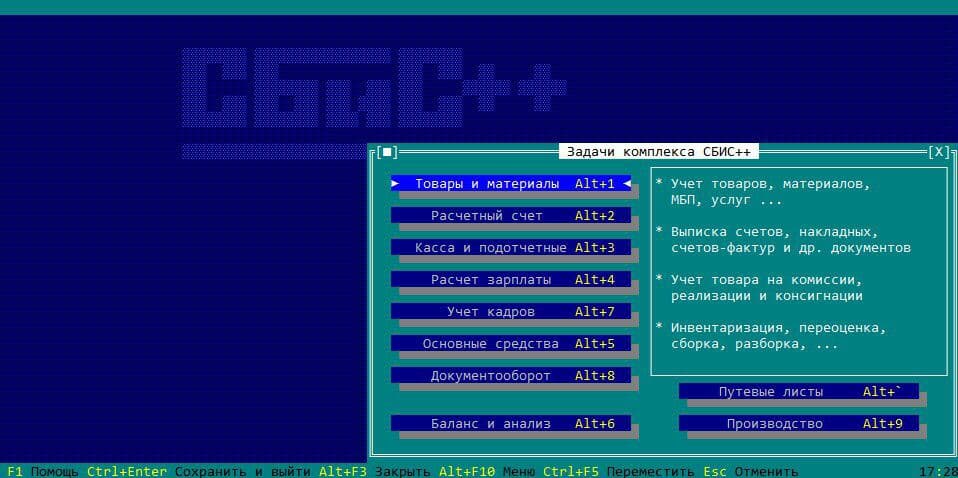 СБиС++
[■] Задачи комплекса СБИС++ [X]
► Товары и материалы Alt+1 ◄
Расчетный счет Alt+2
Касса и подотчетные Alt+3
Расчет зарплаты Alt+4
Учет кадров Alt+7
Основные средства Alt+5
Документооборот Alt+8
Баланс и анализ Alt+6
* Учет товаров, материалов,
МБП, услуг ...
* Выписка счетов, накладных,
счетов-фактур и др. документов
* Учет товара на комиссии,
реализации и консигнации
* Инвентаризация, переоценка,
сборка, разборка, ...
Путевые листы Alt+`
Производство Alt+9
F1 Помощь Ctrl+Enter Сохранить и выйти Alt+F3 Закрыть Alt+F10 Меню Ctrl+F5 Переместить Esc Отменить 17:28